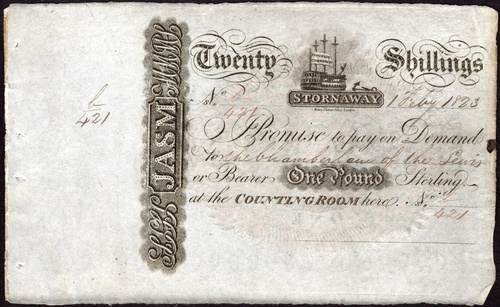 Twenty Shillings
STORNAWAY
No 421 1 Feby 1823
421
JASM
I Promise to pay on Demand
to the Chamberlane of the Lewis
or Bearer One Pound Sterling
at the COUNTING ROOM here. No
421